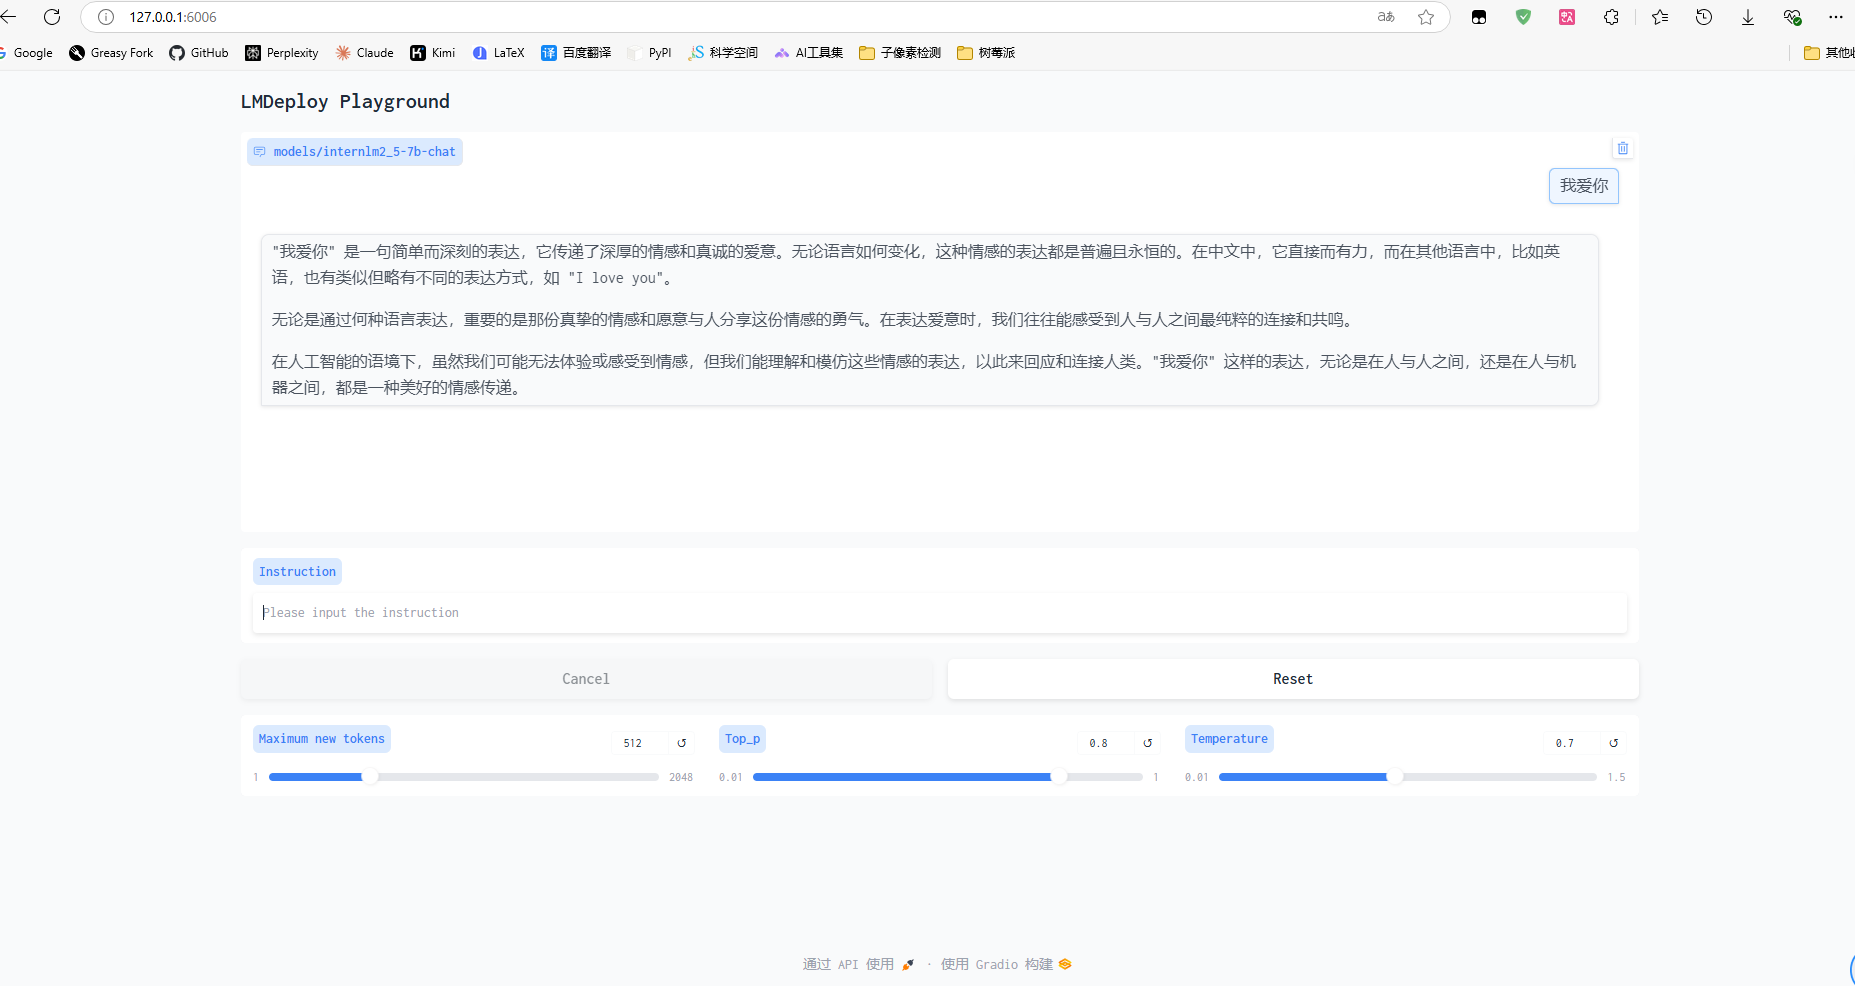 127.0.0.1:6006
Google Greasy Fork GitHub Perplexity Claude Kimi LaTeX 百度翻译 PyPI 科学空间 AI工具集 子像素检测 树莓派
LMDeploy Playground
models/internlm2_5-7b-chat
我爱你
"我爱你" 是一句简单而深刻的表达，它传递了深厚的情感和真诚的爱意。无论语言如何变化，这种情感的表达都是普遍且永恒的。在中文中，它直接而有力，而在其他语言中，比如英
语，也有类似但略有不同的表达方式，如 "I love you"。
无论是通过何种语言表达，重要的是那份真挚的情感和愿意与人分享这份情感的勇气。在表达爱意时，我们往往能感受到人与人之间最纯粹的连接和共鸣。
在人工智能的语境下，虽然我们可能无法体验或感受到情感，但我们能理解和模仿这些情感的表达，以此来回应和连接人类。"我爱你" 这样的表达，无论是在人与人之间，还是在人与机
器之间，都是一种美好的情感传递。
Instruction
Please input the instruction
Cancel Reset
Maximum new tokens 512 Top_p 0.8 Temperature 0.7
1 2048 0.01 1 0.01 1.5
通过 API 使用 · 使用 Gradio 构建